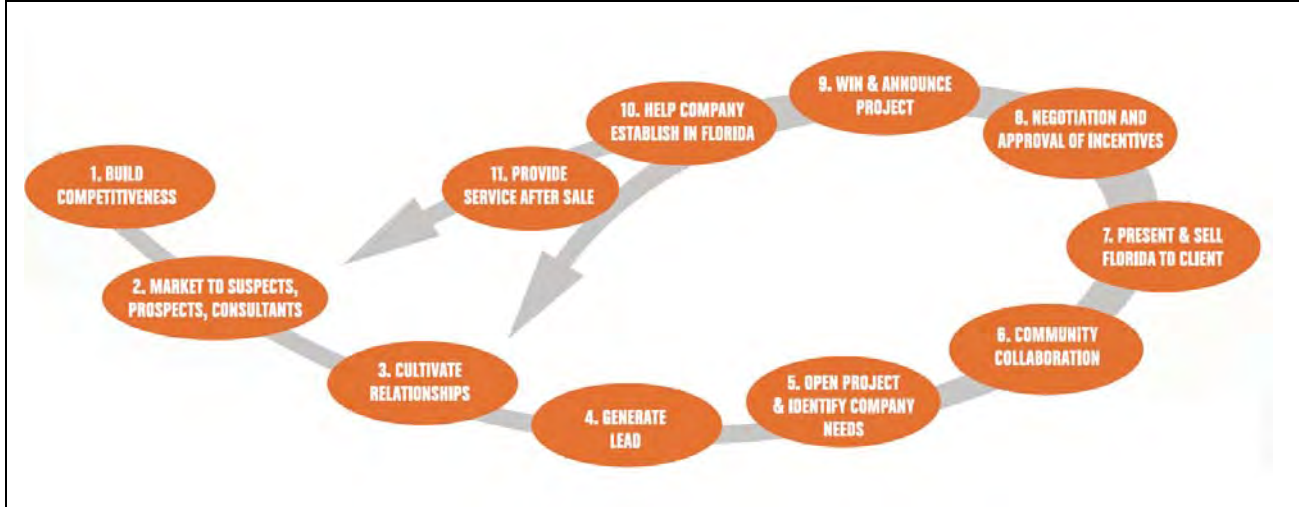 1. BUILD
COMPETITIVENESS
2. MARKET TO SUSPECTS,
PROSPECTS, CONSULTANTS
3. CULTIVATE
RELATIONSHIPS
4. GENERATE
LEAD
5. OPEN PROJECT
& IDENTIFY COMPANY
NEEDS
6. COMMUNITY
COLLABORATION
7. PRESENT & SELL
FLORIDA TO CLIENT
8. NEGOTIATION AND
APPROVAL OF INCENTIVES
9. WIN & ANNOUNCE
PROJECT
10. HELP COMPANY
ESTABLISH IN FLORIDA
11. PROVIDE
SERVICE AFTER SALE